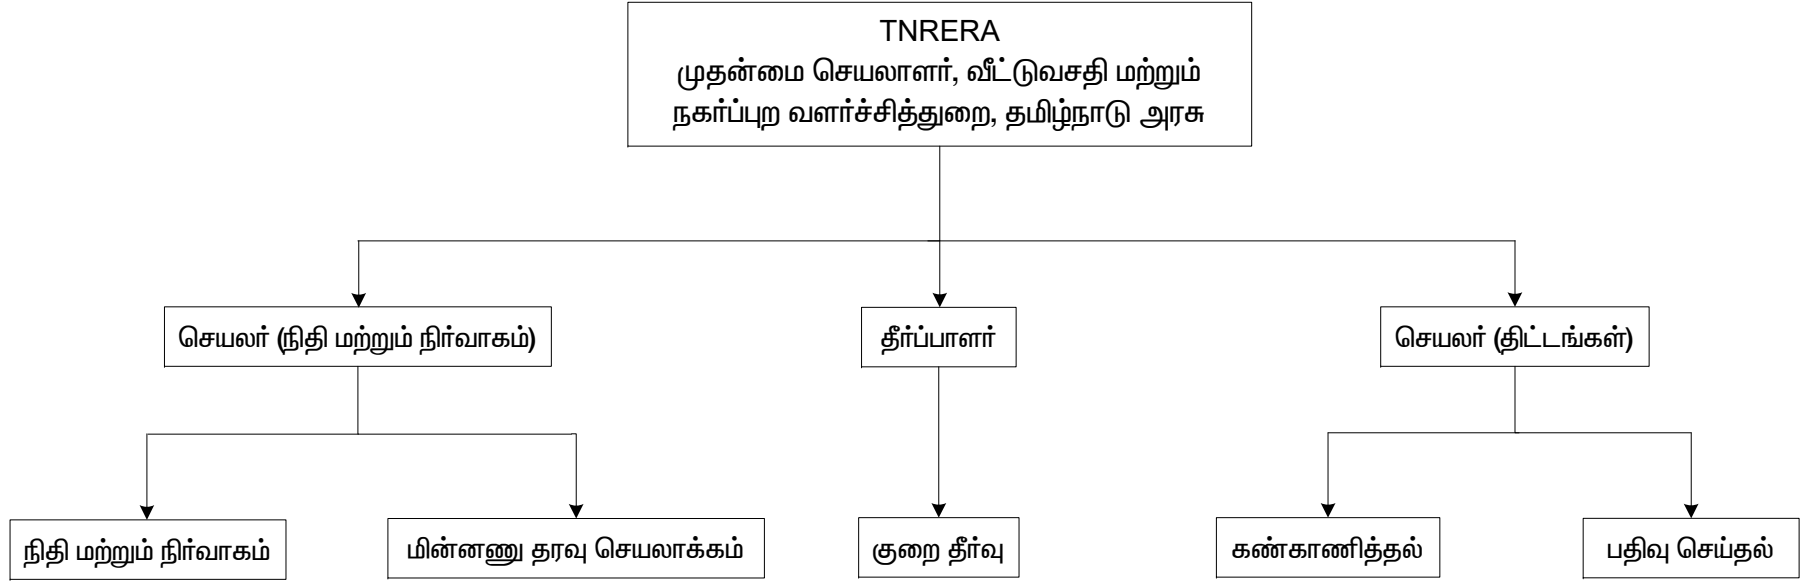 TNRERA
முதன்மை செயலாளர், வீட்டுவசதி மற்றும்
நகர்ப்புற வளர்ச்சித்துறை, தமிழ்நாடு அரசு
செயலர் (நிதி மற்றும் நிர்வாகம்)
தீர்ப்பாளர்
செயலர் (திட்டங்கள்)
நிதி மற்றும் நிர்வாகம்
மின்னணு தரவு செயலாக்கம்
குறை தீர்வு
கண்காணித்தல்
பதிவு செய்தல்